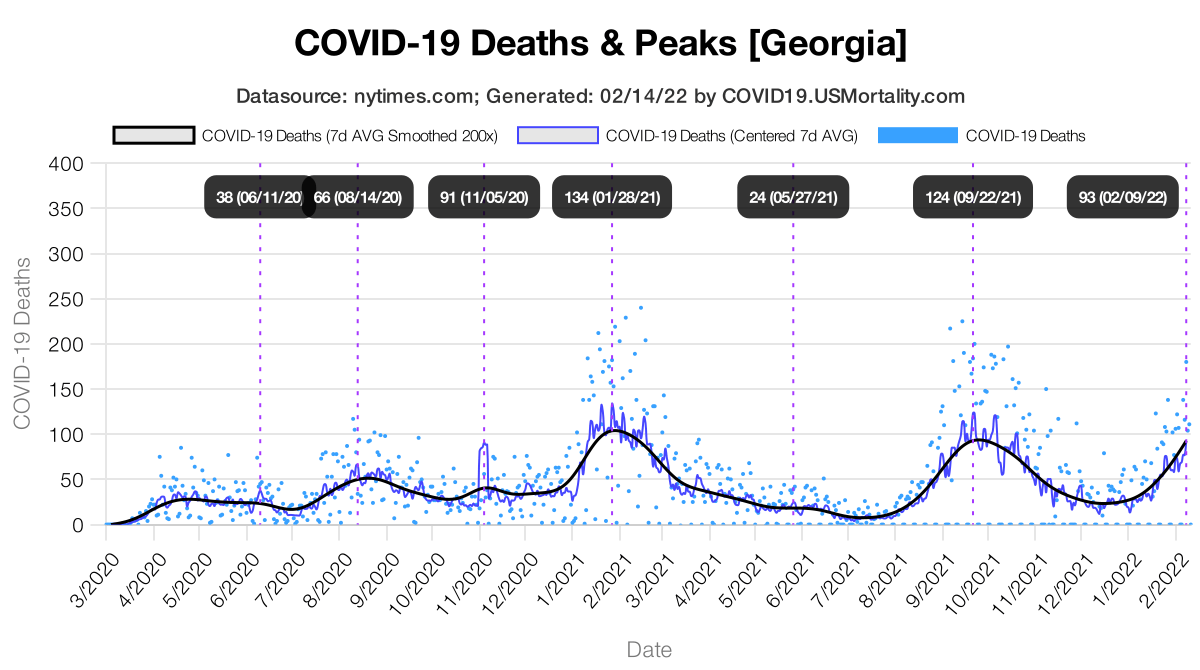 COVID-19 Deaths & Peaks [Georgia]
Datasource: nytimes.com; Generated: 02/14/22 by COVID19.USMortality.com
COVID-19 Deaths (7d AVG Smoothed 200x) COVID-19 Deaths (Centered 7d AVG) COVID-19 Deaths
400
38 (06/11/20) 66 (08/14/20) 91 (11/05/20) 134 (01/28/21) 24 (05/27/21) 124 (09/22/21) 93 (02/09/22)
350
300
250
200
150
100
50
0
COVID-19 Deaths
3/2020 4/2020 5/2020 6/2020 7/2020 8/2020 9/2020 10/2020 11/2020 12/2020 1/2021 2/2021 3/2021 4/2021 5/2021 6/2021 7/2021 8/2021 9/2021 10/2021 11/2021 12/2021 1/2022 2/2022
Date